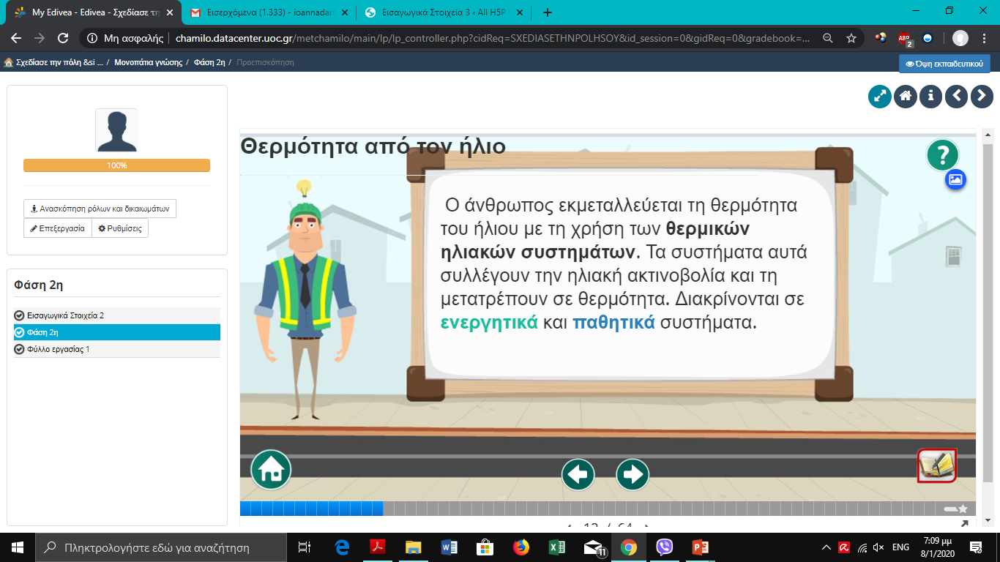 My Edivea - Edivea - Σχεδίασε τη
Εισερχόμενα (1.333) - ioannadar
Εισαγωγικά Στοιχεία 3 ‹ All H5P
Μη ασφαλής
chamilo.datacenter.uoc.gr/metchamilo/main/lp/lp_controller.php?cidReq=SXEDIASETHNPOLHSOY&id_session=0&gidReq=0&gradebook=...
ABP
2
Σχεδίασε την πόλη &si ... / Μονοπάτια γνώσης / Φάση 2η / Προεπισκόπηση
Όψη εκπαιδευτικού
100%
Ανασκόπηση ρόλων και δικαιωμάτων
Επεξεργασία
Ρυθμίσεις
Φάση 2η
Εισαγωγικά Στοιχεία 2
Φάση 2η
Φύλλο εργασίας 1
Θερμότητα από τον ήλιο
?
Ο άνθρωπος εκμεταλλεύεται τη θερμότητα
του ήλιου με τη χρήση των θερμικών
ηλιακών συστημάτων. Τα συστήματα αυτά
συλλέγουν την ηλιακή ακτινοβολία και τη
μετατρέπουν σε θερμότητα. Διακρίνονται σε
ενεργητικά και παθητικά συστήματα.
Πληκτρολογήστε εδώ για αναζήτηση
11
ENG
7:09 μμ
8/1/2020